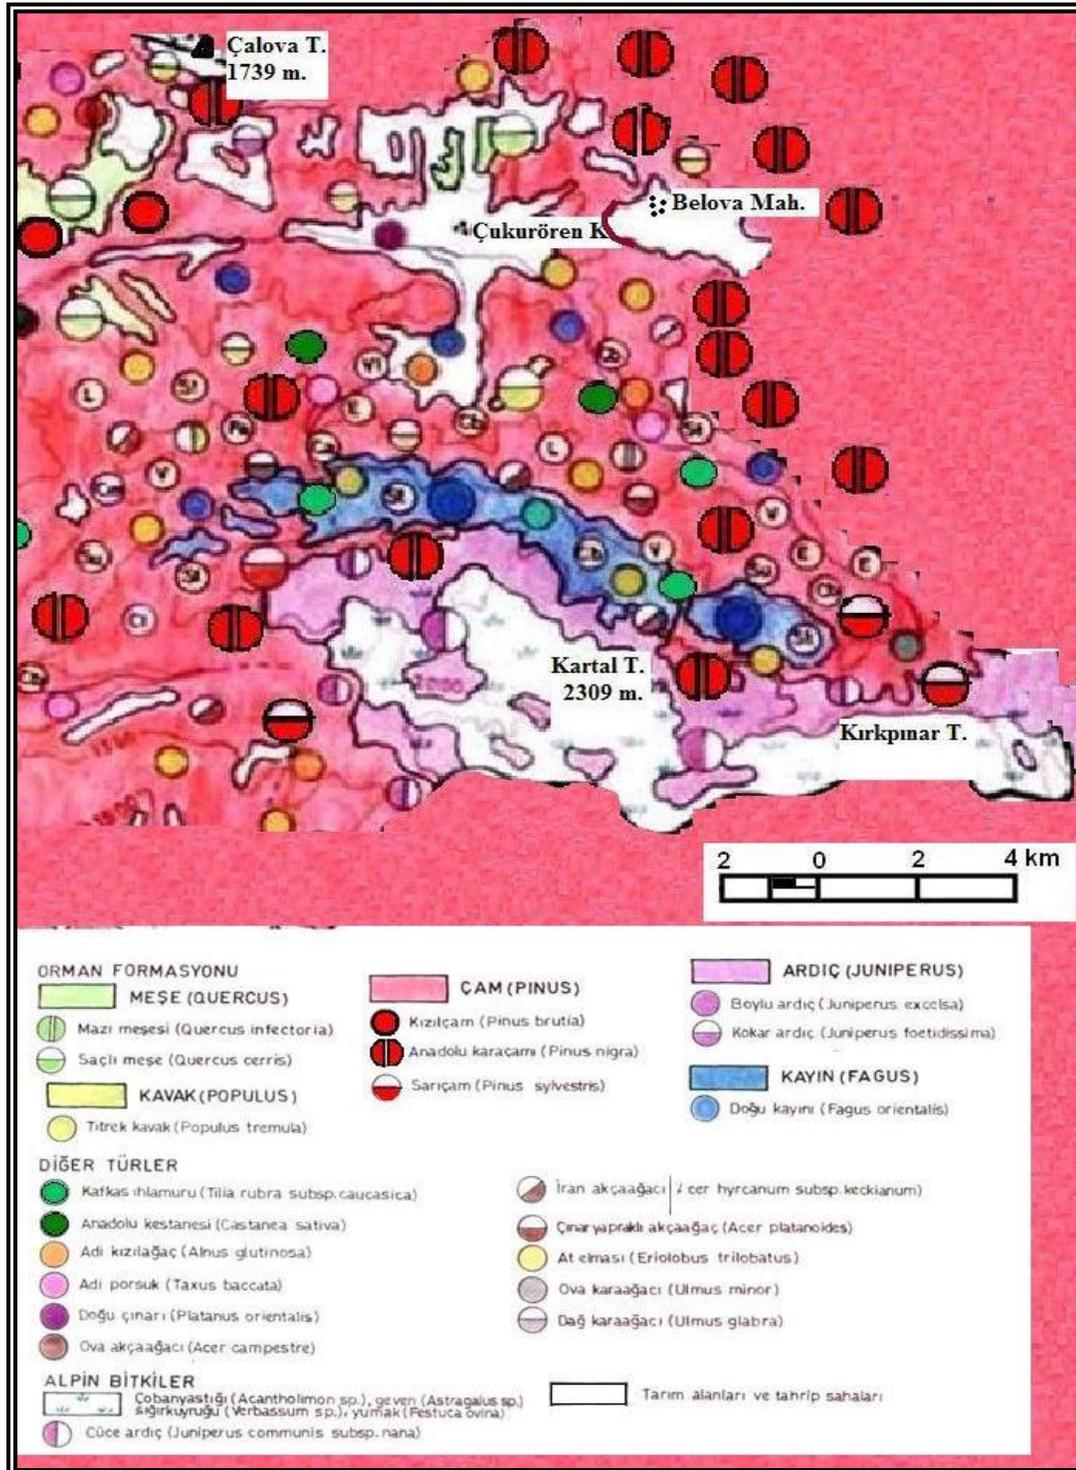 Çalova T.
1739 m.
Belova Mah.
Çukurören K
L
E
L
V
V
V
E
E
Kartal T.
2309 m.
2000
Kırkpınar T.
2 0 2 4 km
ORMAN FORMASYONU
MEŞE (QUERCUS)
Mazı meşesi (Quercus infectoria)
Saçlı meşe (Quercus cerris)
KAVAK (POPULUS)
Titrek kavak (Populus tremula)
ÇAM (PINUS)
Kızılçam (Pinus brutia)
Anadolu karaçamı (Pinus nigra)
Sarıçam (Pinus sylvestris)
ARDIÇ (JUNIPERUS)
Boylu ardıç (Juniperus excelsa)
Kokar ardıç (Juniperus foetidissima)
KAYIN (FAGUS)
Doğu kayını (Fagus orientalis)
DİĞER TÜRLER
Kafkas ıhlamuru (Tilia rubra subsp. caucasica)
Anadolu kestanesi (Castanea sativa)
Adi kızılağaç (Alnus glutinosa)
Adi porsuk (Taxus baccata)
Doğu çınarı (Platanus orientalis)
Ova akçaağacı (Acer campestre)
İran akçaağacı cer hyrcanum subsp. keckianum)
Çınar yapraklı akçaağaç (Acer platanoides)
At elması (Eriolobus trilobatus)
Ova karaağacı (Ulmus minor)
Dağ karaağacı (Ulmus glabra)
ALPİN BİTKİLER
Çobanyastığı (Acantholimon sp.), geven (Astragalus sp.)
sığırkuyruğu (Verbassum sp.), yumak (Festuca ovina)
Cüce ardıç (Juniperus communis subsp. nana)
Tarım alanları ve tahrip sahaları